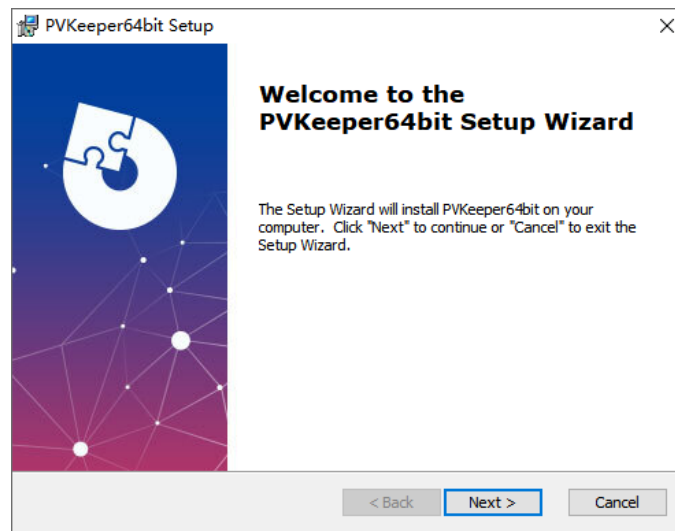 PVKeeper64bit Setup
Welcome to the
PVKeeper64bit Setup Wizard
The Setup Wizard will install PVKeeper64bit on your
computer. Click "Next" to continue or "Cancel" to exit the
Setup Wizard.
< Back
Next >
Cancel